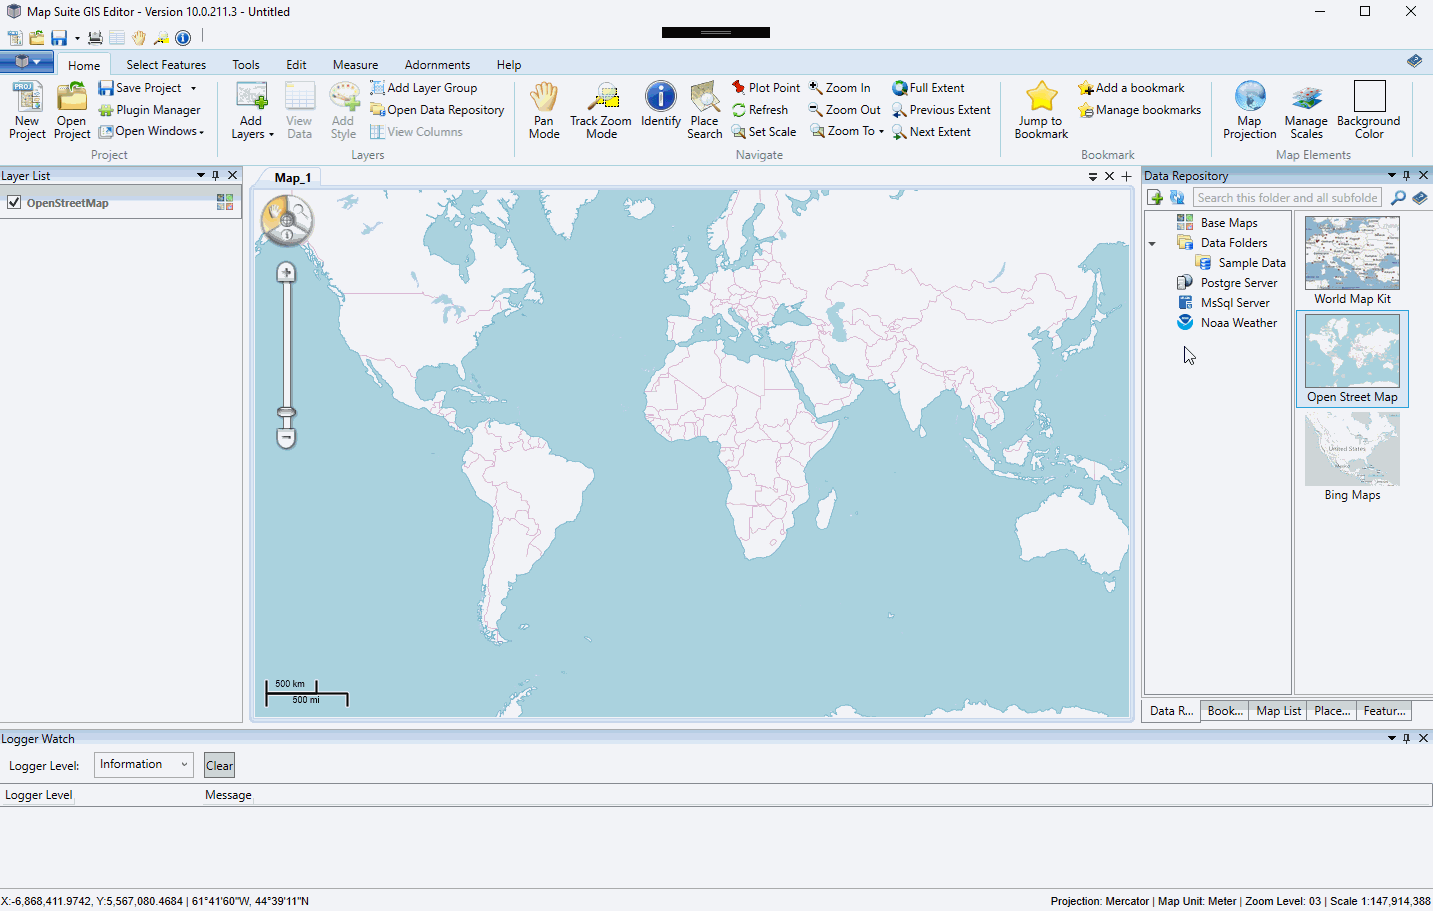 Map Suite GIS Editor - Version 10.0.211.3 - Untitled
Home Select Features Tools Edit Measure Adornments Help
PROJ
New Project
Open Project
Save Project
Plugin Manager
Open Windows
Project
Add Layers
View Data
Add Style
Add Layer Group
Open Data Repository
View Columns
Layers
Pan Mode
Track Zoom Mode
Identify
Place Search
Plot Point
Refresh
Set Scale
Zoom In
Zoom Out
Zoom To
Full Extent
Previous Extent
Next Extent
Navigate
Jump to Bookmark
Add a bookmark
Manage bookmarks
Bookmark
Map Projection
Manage Scales
Background Color
Map Elements
Layer List
OpenStreetMap
Map_1
500 km
500 mi
Data Repository
Search this folder and all subfolde
Base Maps
Data Folders
Sample Data
Postgre Server
MsSql Server
Noaa Weather
World Map Kit
Open Street Map
United States
Mexico
Bing Maps
Data R... Book... Map List Place... Featur...
Logger Watch
Logger Level: Information Clear
Logger Level Message
X:-6,868,411.9742, Y:5,567,080.4684 | 61°41'60"W, 44°39'11"N
Projection: Mercator | Map Unit: Meter | Zoom Level: 03 | Scale 1:147,914,388